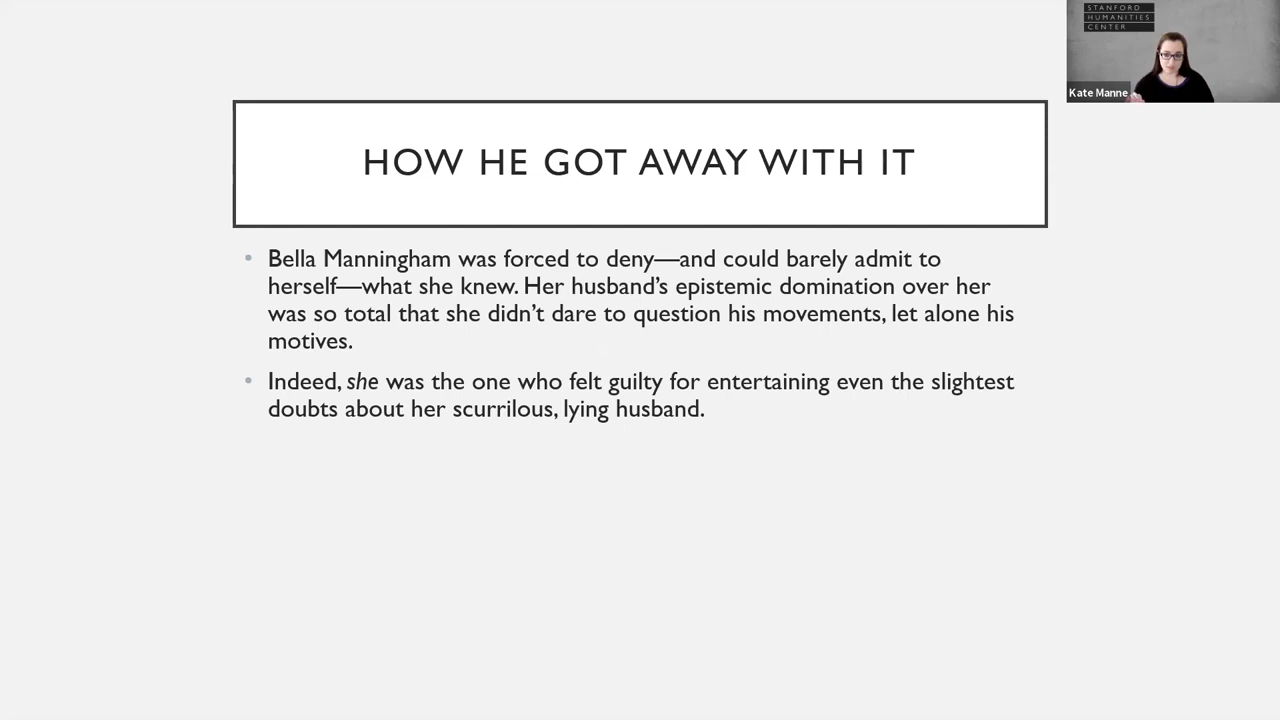 STANFORD
HUMANITIES
CENTER
Kate Manne
HOW HE GOT AWAY WITH IT
• Bella Manningham was forced to deny—and could barely admit to
herself—what she knew. Her husband’s epistemic domination over her
was so total that she didn’t dare to question his movements, let alone his
motives.
• Indeed, she was the one who felt guilty for entertaining even the slightest
doubts about her scurrilous, lying husband.